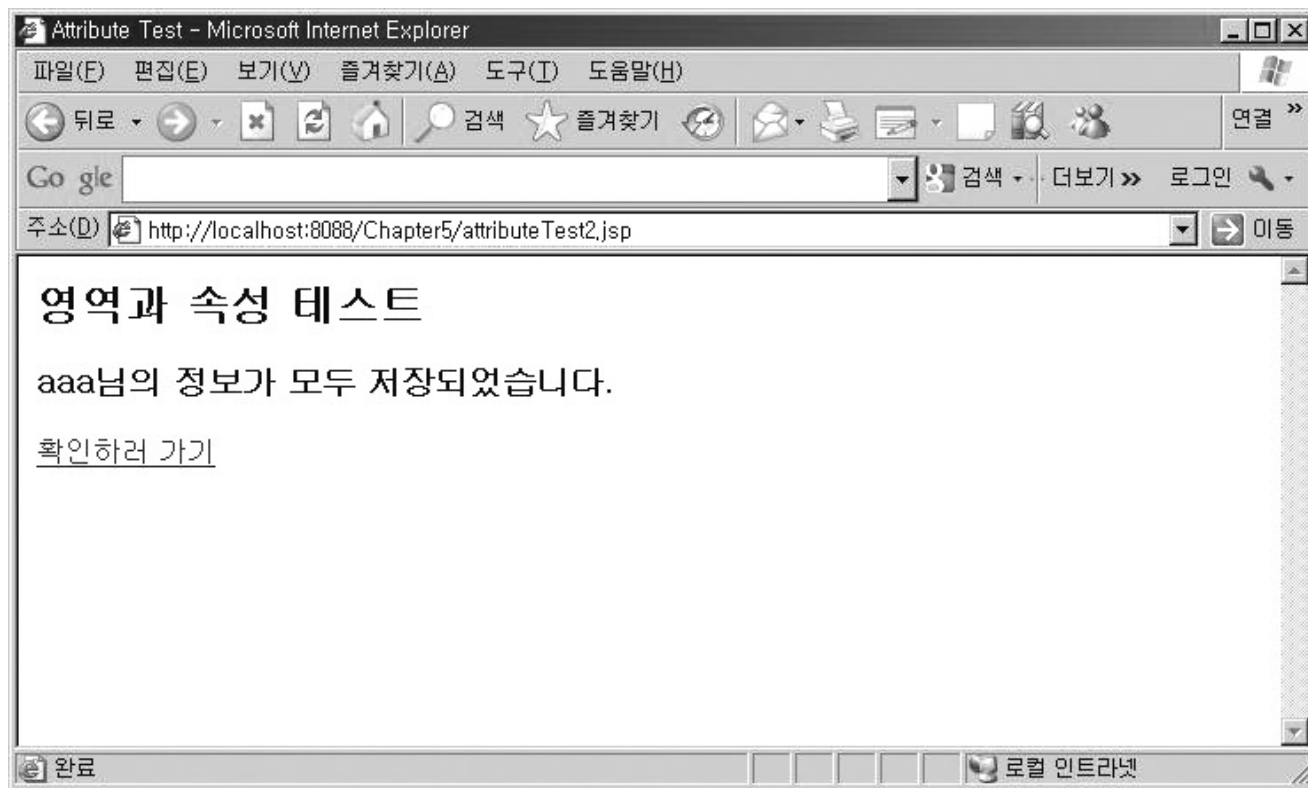 Attribute Test - Microsoft Internet Explorer
파일(F) 편집(E) 보기(V) 즐겨찾기(A) 도구(T) 도움말(H)
뒤로 검색 즐겨찾기 연결 »
Go gle 검색 더보기 » 로그인
주소(D) http://localhost:8088/Chapter5/attributeTest2.jsp 이동
영역과 속성 테스트
aaa님의 정보가 모두 저장되었습니다.
확인하러 가기
완료 로컬 인트라넷